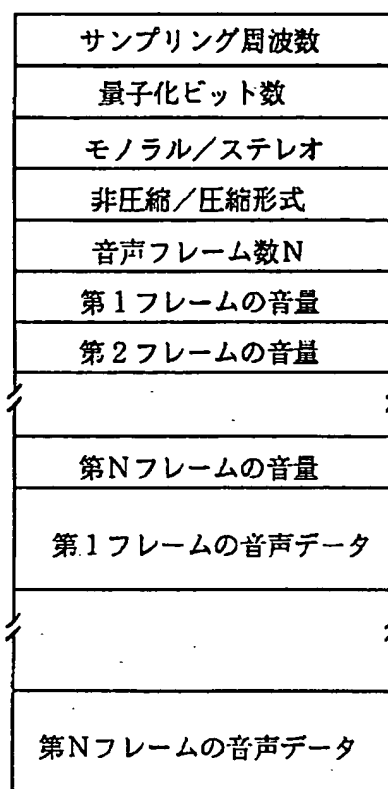 サンプリング周波数
量子化ビット数
モノラル／ステレオ
非圧縮／圧縮形式
音声フレーム数N
第1フレームの音量
第2フレームの音量
第Nフレームの音量
第1フレームの音声データ
第Nフレームの音声データ